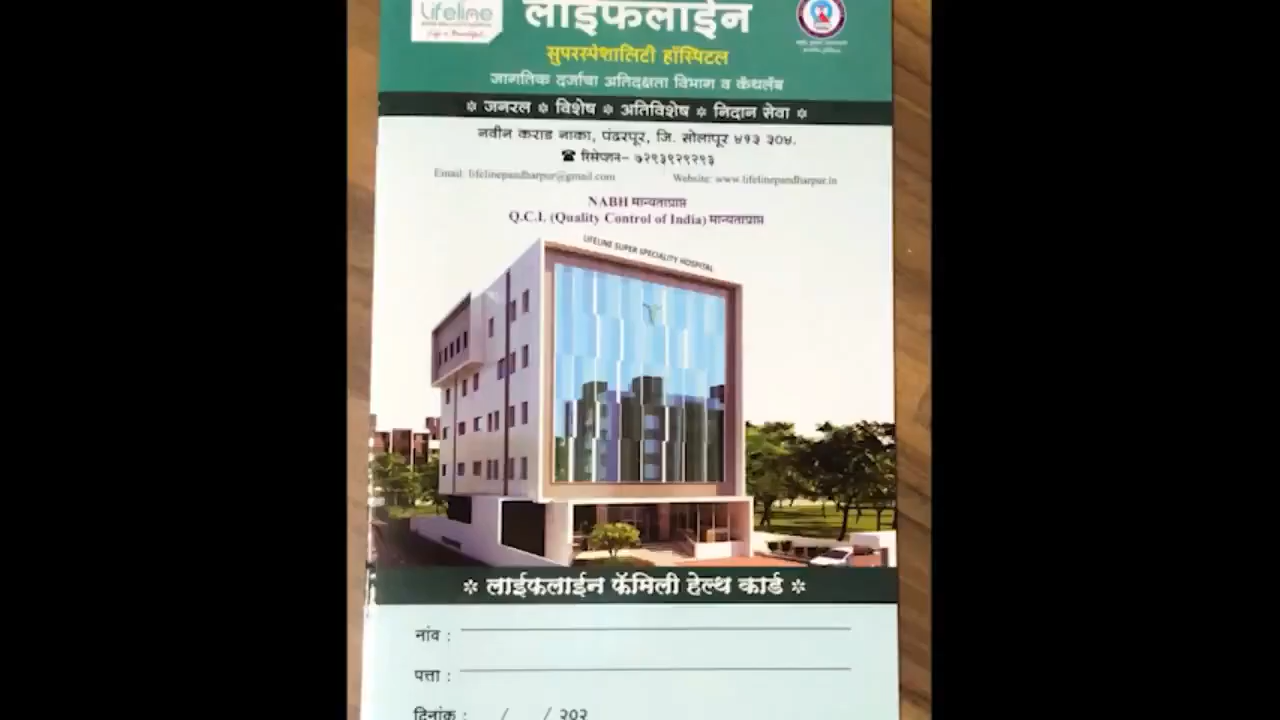 Lifeline
लाईफलाईन
सुपरस्पेशालिटी हॉस्पिटल
जागतिक दर्जाचा अतिदक्षता विभाग व कॅथलॅब
❊ जनरल ❊ विशेष ❊ अतिविशेष ❊ निदान सेवा ❊
नवीन कराड नाका, पंढरपूर, जि. सोलापूर ४१३ ३०४.
☎ रिसेप्शन- ७२९३९२९२९३
Email: lifelinepandharpur@gmail.com Website: www.lifelinepandharpur.in
NABH मान्यताप्राप्त
Q.C.I. (Quality Control of India) मान्यताप्राप्त
LIFELINE SUPER SPECIALITY HOSPITAL
❊ लाईफलाईन फॅमिली हेल्थ कार्ड ❊
नांव :
पत्ता :
दिनांक : / / २०२